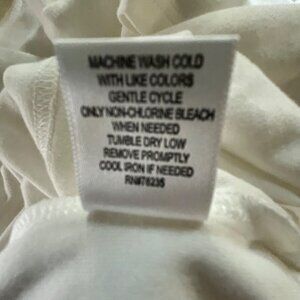 MACHINE WASH COLD
WITH LIKE COLORS
GENTLE CYCLE
ONLY NON-CHLORINE BLEACH
WHEN NEEDED
TUMBLE DRY LOW
REMOVE PROMPTLY
COOL IRON IF NEEDED
RN#76235